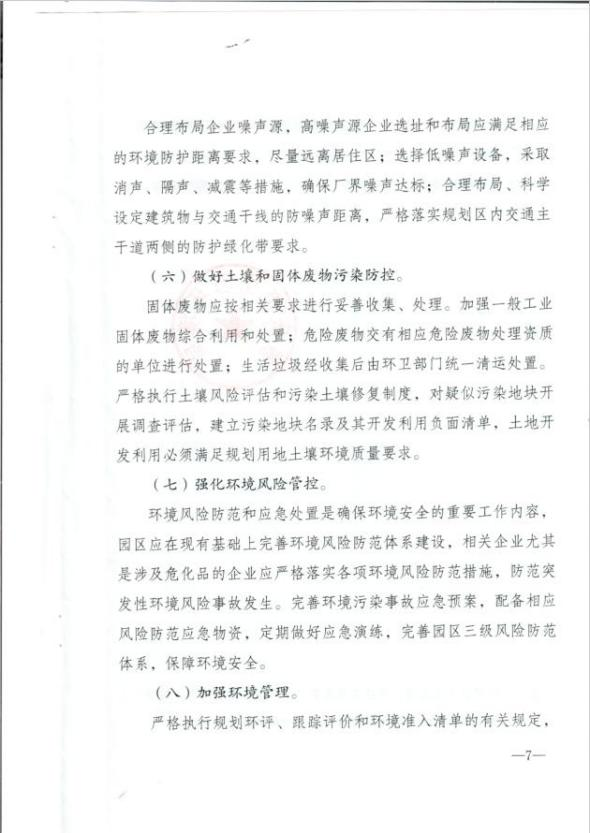 合理布局企业噪声源，高噪声源企业选址和布局应满足相应
的环境防护距离要求，尽量远离居住区；选择低噪声设备，采取
消声、隔声、减震等措施，确保厂界噪声达标；合理布局、科学
设定建筑物与交通干线的防噪声距离，严格落实规划区内交通主
干道两侧的防护绿化带要求。
（六）做好土壤和固体废物污染防控。
固体废物应按相关要求进行妥善收集、处理。加强一般工业
固体废物综合利用和处置；危险废物交有相应危险废物处理资质
的单位进行处置；生活垃圾经收集后由环卫部门统一清运处置。
严格执行土壤风险评估和污染土壤修复制度，对疑似污染地块开
展调查评估，建立污染地块名录及其开发利用负面清单，土地开
发利用必须满足规划用地土壤环境质量要求。
（七）强化环境风险管控。
环境风险防范和应急处置是确保环境安全的重要工作内容，
园区应在现有基础上完善环境风险防范体系建设，相关企业尤其
是涉及危化品的企业应严格落实各项环境风险防范措施，防范突
发性环境风险事故发生。完善环境污染事故应急预案，配备相应
风险防范应急物资，定期做好应急演练，完善园区三级风险防范
体系，保障环境安全。
（八）加强环境管理。
严格执行规划环评、跟踪评价和环境准入清单的有关规定，
—7—